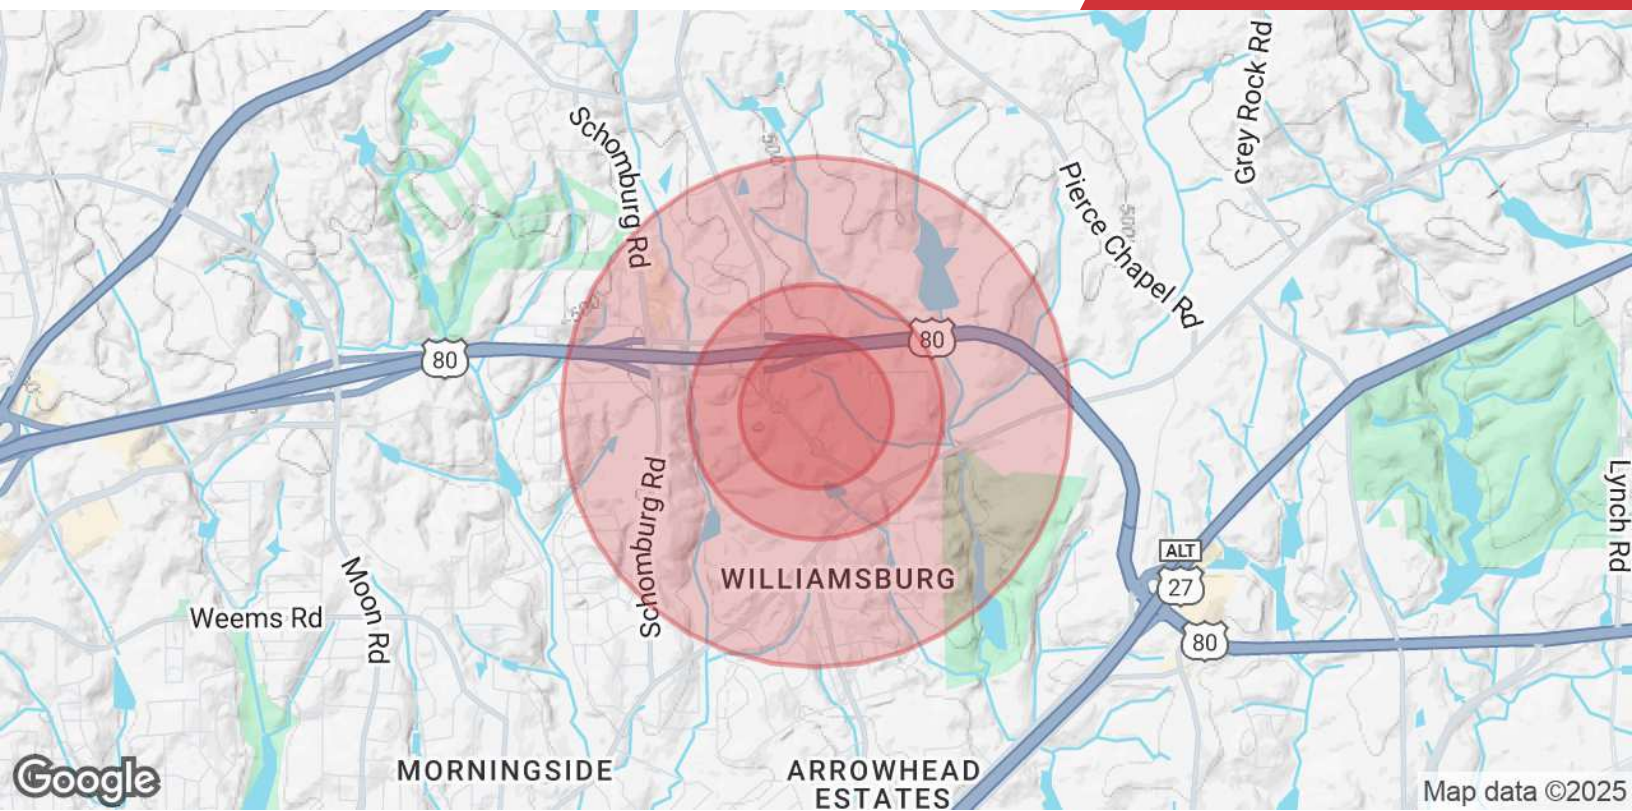 Grey Rock Rd
Schomburg Rd
500
Pierce Chapel Rd
500
500
80
80
Schomburg Rd
Lynch Rd
ALT
27
WILLIAMSBURG
Moon Rd
Weems Rd
80
MORNINGSIDE
ARROWHEAD
ESTATES
Google
Map data ©2025